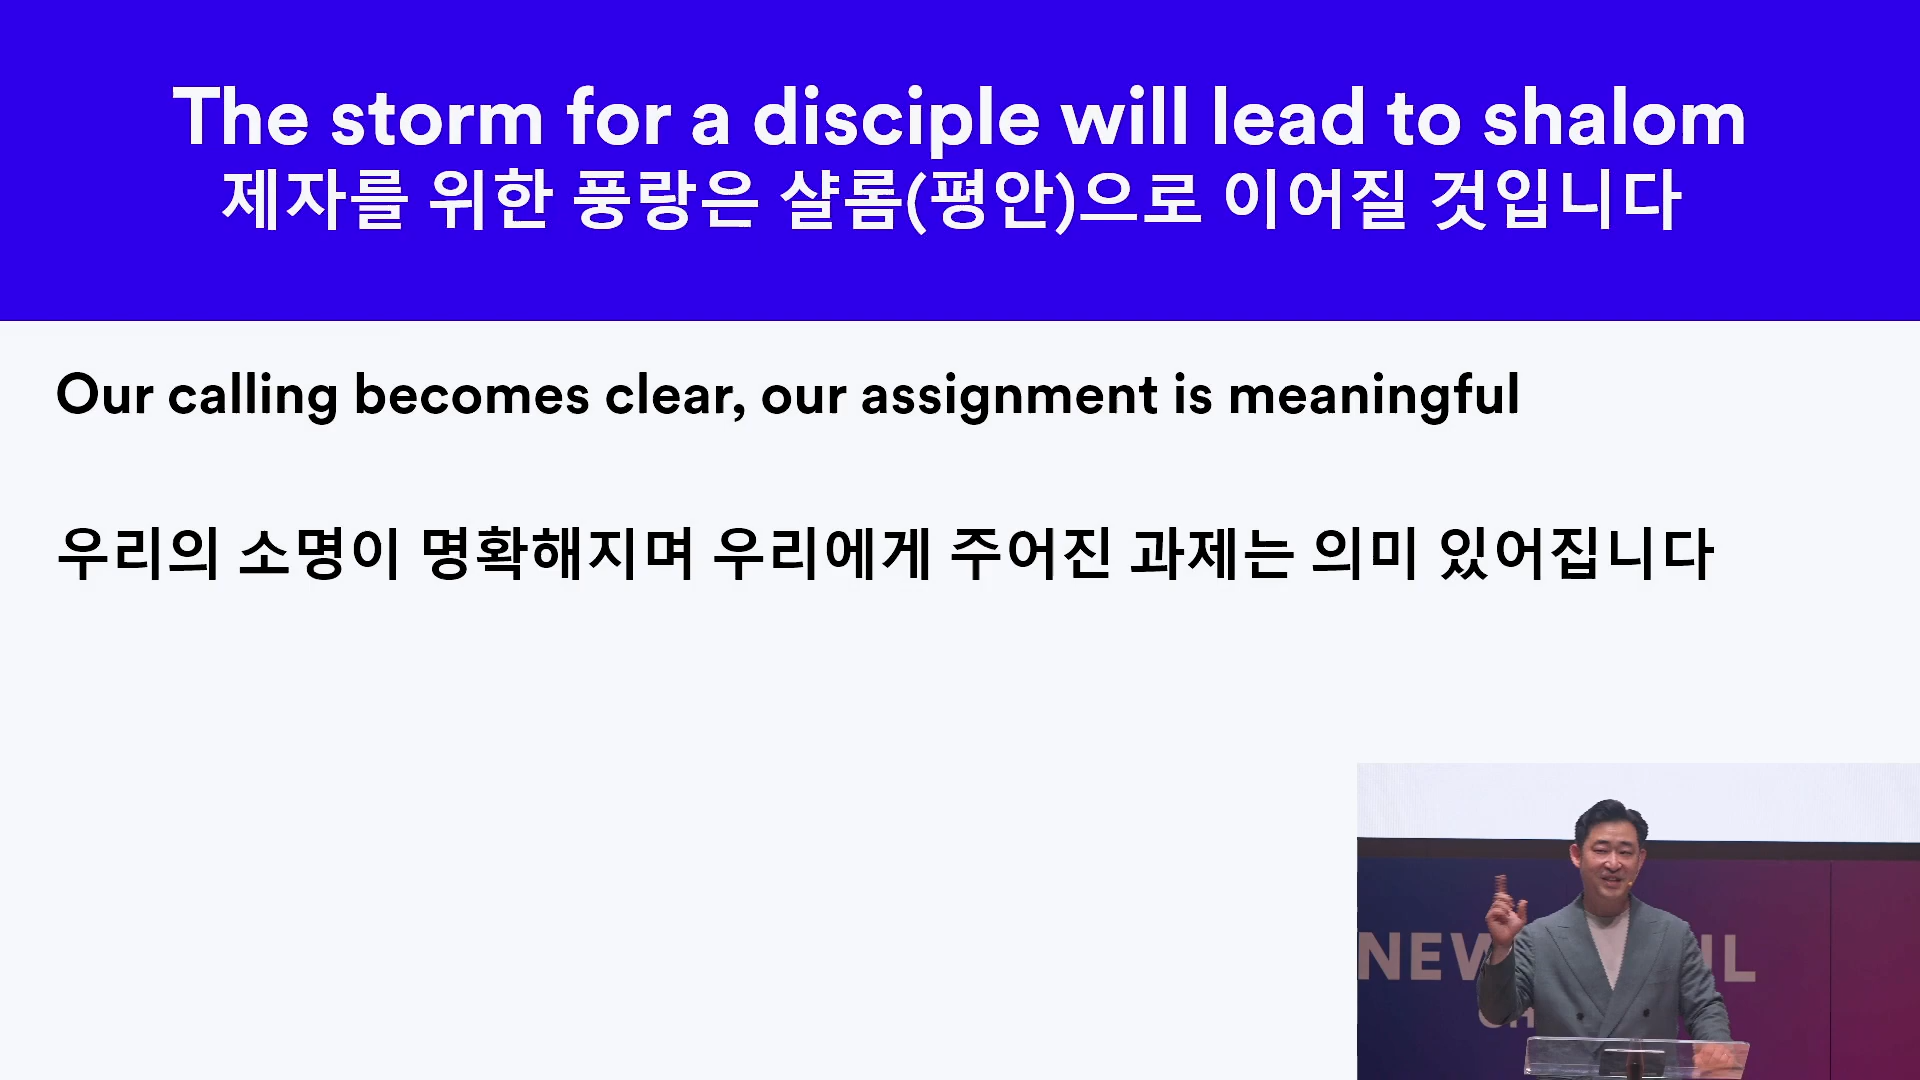 The storm for a disciple will lead to shalom
제자를 위한 풍랑은 샬롬(평안)으로 이어질 것입니다
Our calling becomes clear, our assignment is meaningful
우리의 소명이 명확해지며 우리에게 주어진 과제는 의미 있어집니다